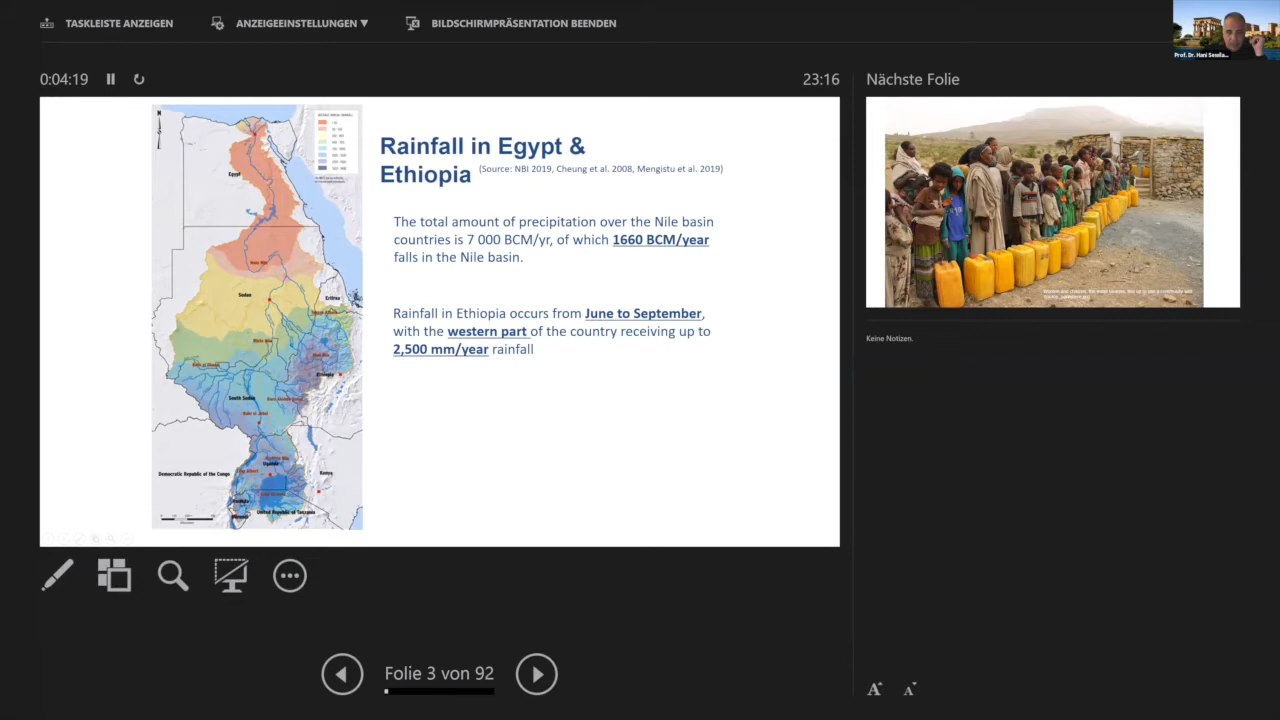 TASKLEISTE ANZEIGEN
ANZEIGEEINSTELLUNGEN ▼
BILDSCHIRMPRÄSENTATION BEENDEN
0:04:19
23:16
Nächste Folie
Egypt
Sudan
Eritrea
Ethiopia
South Sudan
Uganda
Democratic Republic of the Congo
Kenya
United Republic of Tanzania
Rainfall in Egypt &
Ethiopia (Source: NBI 2019, Cheung et al. 2008, Mengistu et al. 2019)
The total amount of precipitation over the Nile basin
countries is 7 000 BCM/yr, of which 1660 BCM/year
falls in the Nile basin.
Rainfall in Ethiopia occurs from June to September,
with the western part of the country receiving up to
2,500 mm/year rainfall
Keine Notizen.
Folie 3 von 92
Prof. Dr. Hani